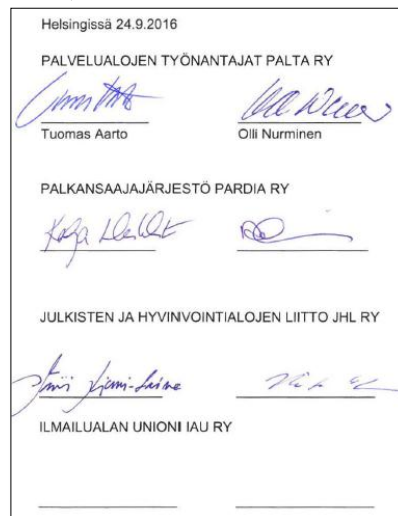 Helsingissä 24.9.2016
PALVELUALOJEN TYÖNANTAJAT PALTA RY
Tuomas Aarto Olli Nurminen
PALKANSAAJAJÄRJESTÖ PARDIA RY
JULKISTEN JA HYVINVOINTIALOJEN LIITTO JHL RY
ILMAILUALAN UNIONI IAU RY